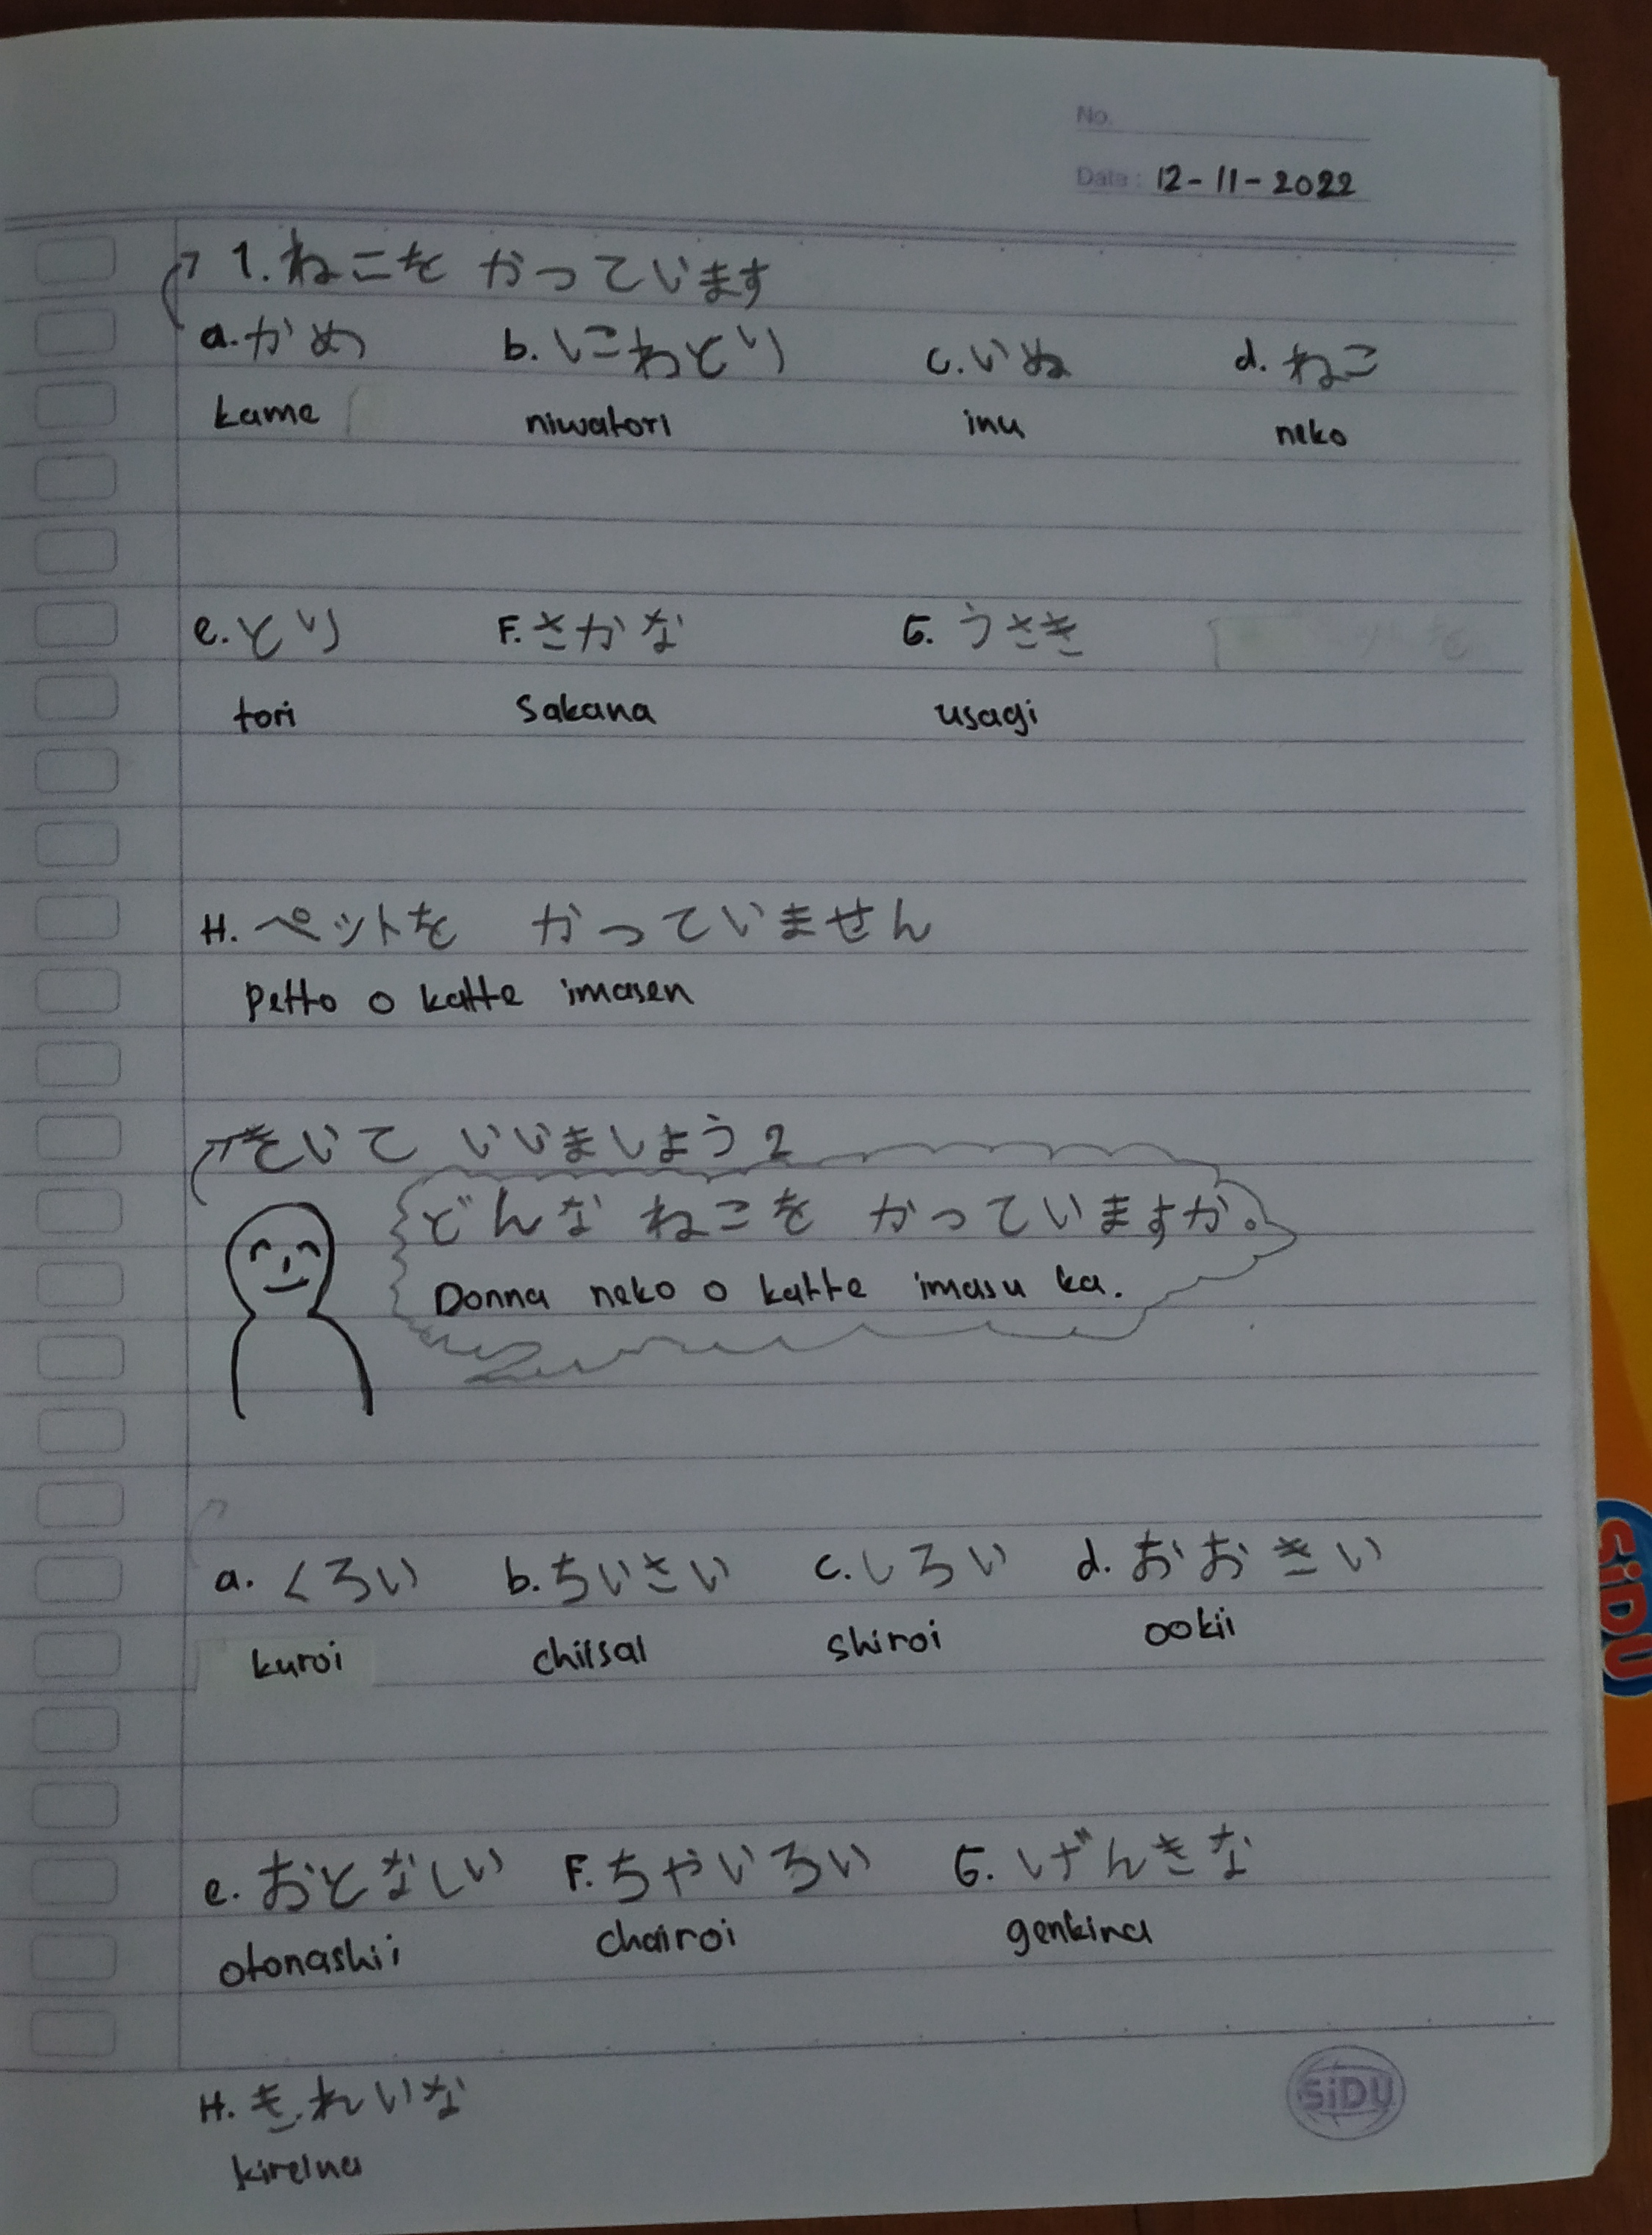 No.
Date: 12-11-2022
1. ねこを かっています
a. かめ b. にわとり c. いぬ d. ねこ
kame niwatori inu neko
e. とり F. さかな G. うさき
tori sakana usagi
H. ペットを かっていません
petto o katte imasen
きいて いいましょう 2
どんな ねこを かっていますか。
Donna neko o katte imasu ka.
a. くろい b. ちいさい c. しろい d. おおきい
kuroi chiisai shiroi ookii
e. おとなしい F. ちゃいろい G. げんきな
otonashii chairoi genkina
H. きれいな
kireina
SiDU
SiDU